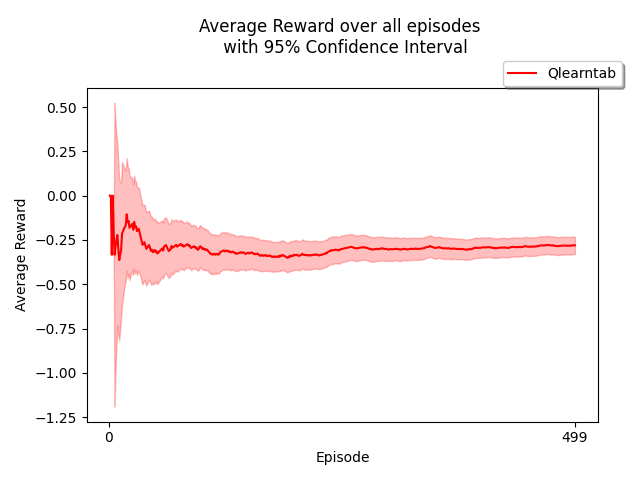 Average Reward over all episodes
with 95% Confidence Interval
Qlearntab
0.50
0.25
0.00
−0.25
−0.50
−0.75
−1.00
−1.25
Average Reward
0 499
Episode